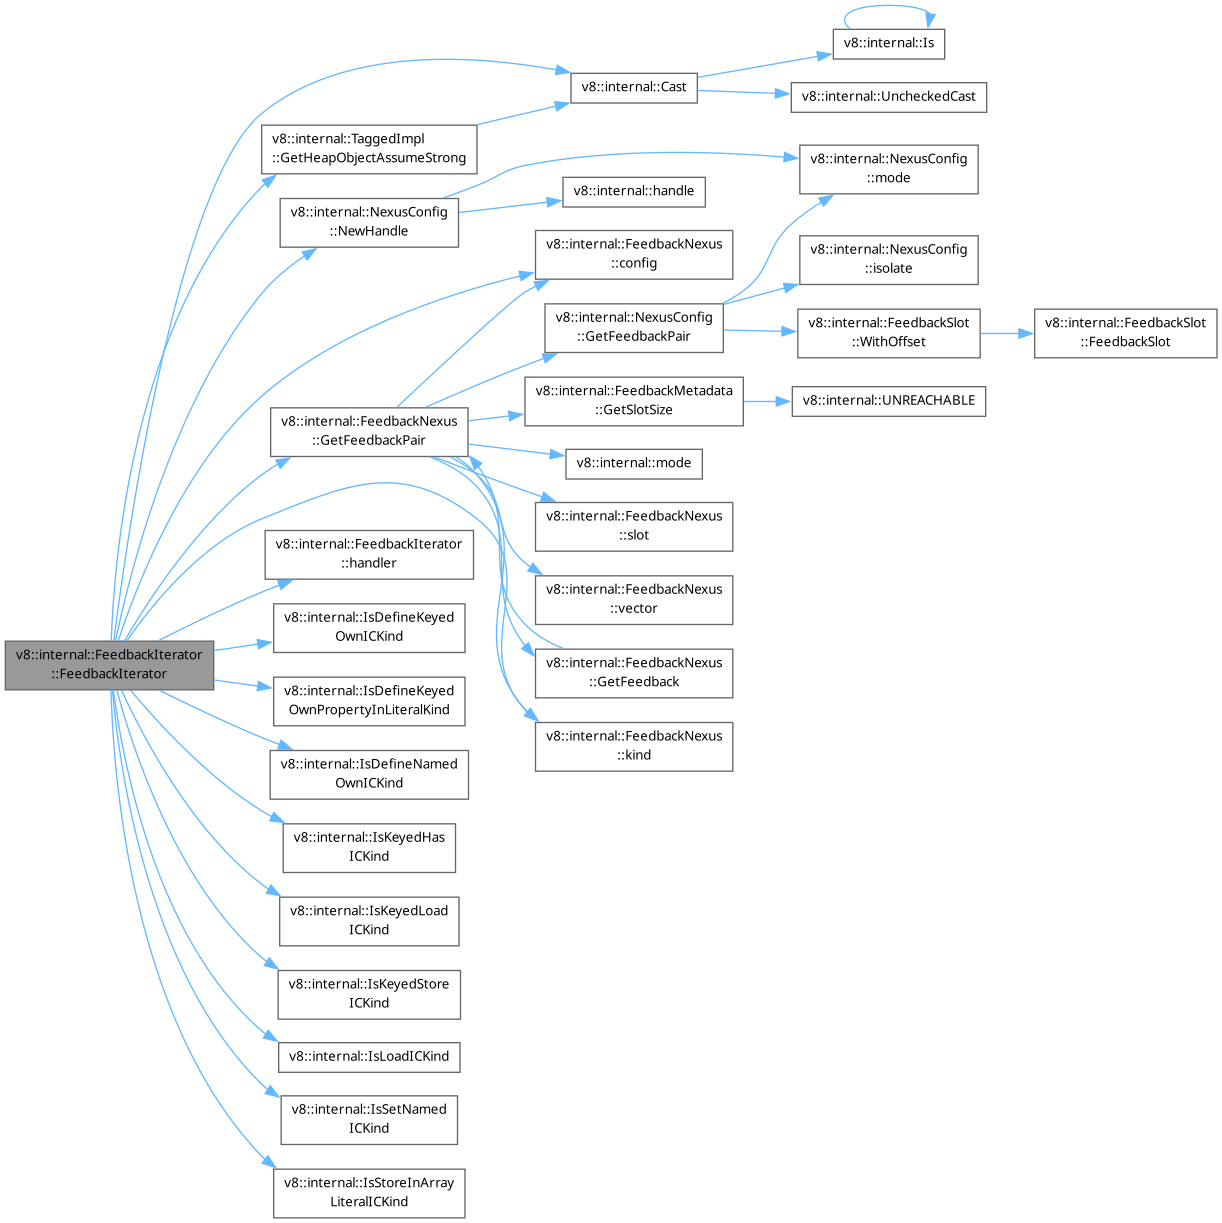 v8::internal::Is
v8::internal::Cast
v8::internal::UncheckedCast
v8::internal::TaggedImpl
::GetHeapObjectAssumeStrong
v8::internal::NexusConfig
::mode
v8::internal::handle
v8::internal::NexusConfig
::NewHandle
v8::internal::FeedbackNexus
::config
v8::internal::NexusConfig
::isolate
v8::internal::NexusConfig
::GetFeedbackPair
v8::internal::FeedbackSlot
::WithOffset
v8::internal::FeedbackSlot
::FeedbackSlot
v8::internal::FeedbackMetadata
::GetSlotSize
v8::internal::UNREACHABLE
v8::internal::FeedbackNexus
::GetFeedbackPair
v8::internal::mode
v8::internal::FeedbackNexus
::slot
v8::internal::FeedbackIterator
::handler
v8::internal::FeedbackNexus
::vector
v8::internal::IsDefineKeyed
OwnICKind
v8::internal::FeedbackIterator
::FeedbackIterator
v8::internal::FeedbackNexus
::GetFeedback
v8::internal::IsDefineKeyed
OwnPropertyInLiteralKind
v8::internal::FeedbackNexus
::kind
v8::internal::IsDefineNamed
OwnICKind
v8::internal::IsKeyedHas
ICKind
v8::internal::IsKeyedLoad
ICKind
v8::internal::IsKeyedStore
ICKind
v8::internal::IsLoadICKind
v8::internal::IsSetNamed
ICKind
v8::internal::IsStoreInArray
LiteralICKind